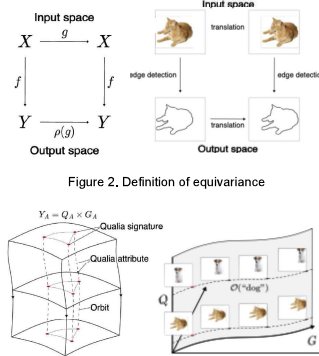 Input space
X g X
f f
Y ρ(g) Y
Output space
Input space
translation
edge detection
edge detection
translation
Output space
Figure 2. Definition of equivariance
Y_A = Q_A × G_A
Qualia signature
Qualia attribute
Orbit
Q
O("dog")
G